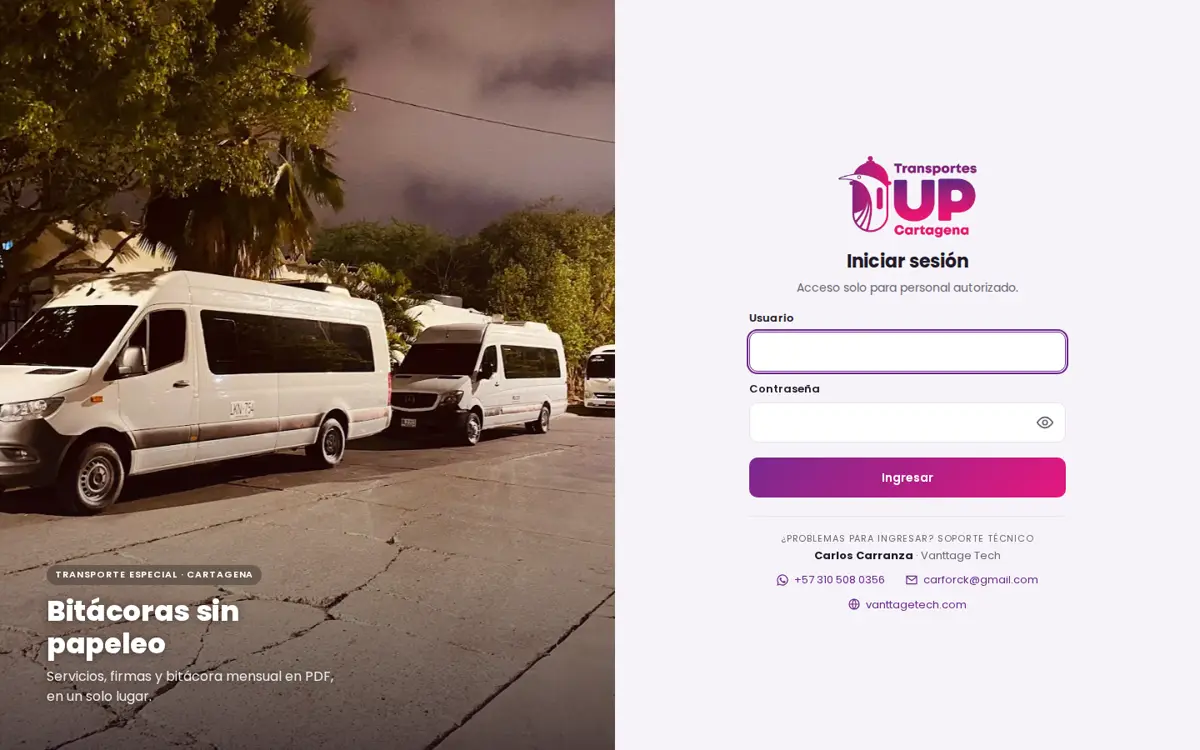 LKN-754
TRANSPORTE ESPECIAL · CARTAGENA
Bitácoras sin
papeleo
Servicios, firmas y bitácora mensual en PDF,
en un solo lugar.
Transportes
UP
Cartagena
Iniciar sesión
Acceso solo para personal autorizado.
Usuario
Contraseña
Ingresar
¿PROBLEMAS PARA INGRESAR? SOPORTE TÉCNICO
Carlos Carranza · Vanttage Tech
+57 310 508 0356 carforck@gmail.com
vanttagetech.com